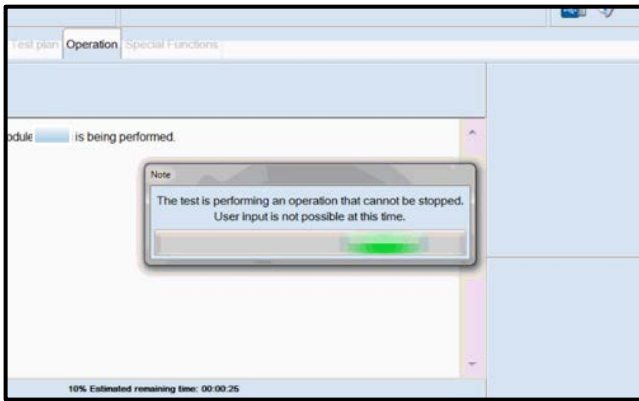 Test plan Operation Special Functions
odule is being performed.
Note
The test is performing an operation that cannot be stopped.
User input is not possible at this time.
10% Estimated remaining time: 00:00:25